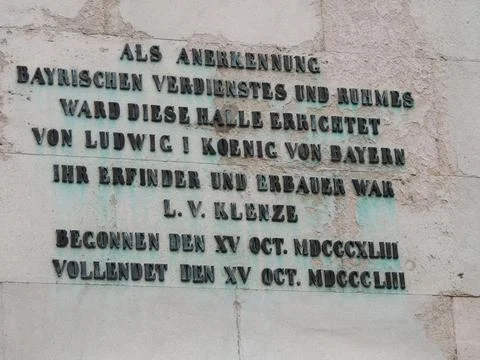 ALS ANERKENNUNG
BAYRISCHEN VERDIENSTES UND RUHMES
WARD DIESE HALLE ERRICHTET
VON LUDWIG I KOENIG VON BAYERN
IHR ERFINDER UND ERBAUER WAR
L. V. KLENZE
BEGONNEN DEN XV OCT. MDCCCXLIII
VOLLENDET DEN XV OCT. MDCCCLIII